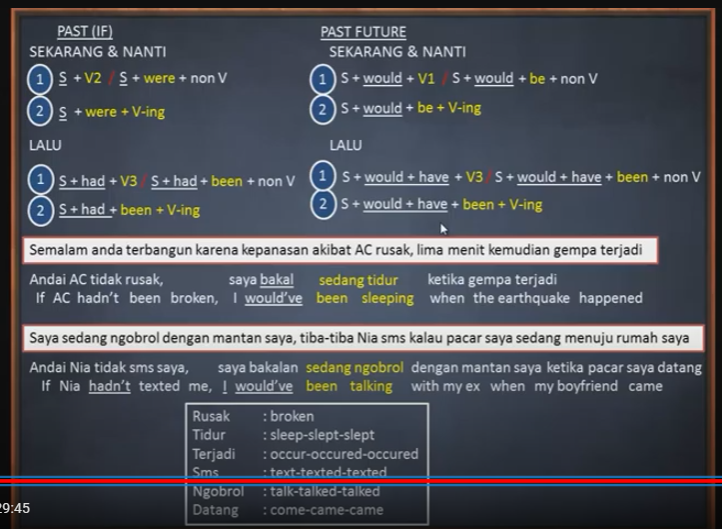 PAST (IF)
SEKARANG & NANTI
1 S + V2 / S + were + non V
2 S + were + V-ing
LALU
1 S + had + V3 / S + had + been + non V
2 S + had + been + V-ing
PAST FUTURE
SEKARANG & NANTI
1 S + would + V1 / S + would + be + non V
2 S + would + be + V-ing
LALU
1 S + would + have + V3 / S + would + have + been + non V
2 S + would + have + been + V-ing
Semalam anda terbangun karena kepanasan akibat AC rusak, lima menit kemudian gempa terjadi
Andai AC tidak rusak, saya bakal sedang tidur ketika gempa terjadi
If AC hadn't been broken, I would've been sleeping when the earthquake happened
Saya sedang ngobrol dengan mantan saya, tiba-tiba Nia sms kalau pacar saya sedang menuju rumah saya
Andai Nia tidak sms saya, saya bakalan sedang ngobrol dengan mantan saya ketika pacar saya datang
If Nia hadn't texted me, I would've been talking with my ex when my boyfriend came
Rusak : broken
Tidur : sleep-slept-slept
Terjadi : occur-occured-occured
Sms : text-texted-texted
Ngobrol : talk-talked-talked
Datang : come-came-came
29:45